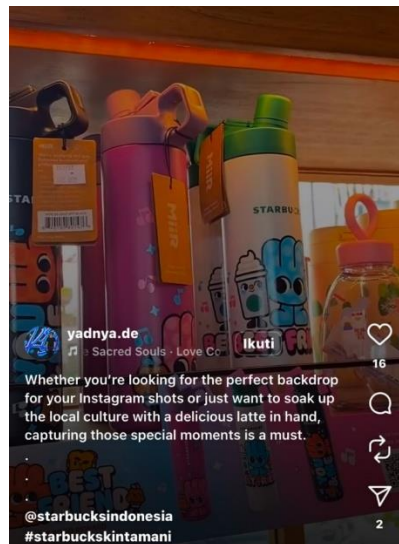 MiiR
MiiR
STARBU
yadnya.de
Sacred Souls · Love Co
Ikuti
16
Whether you're looking for the perfect backdrop
for your Instagram shots or just want to soak up
the local culture with a delicious latte in hand,
capturing those special moments is a must.
.
.
.
BEST
FRIEND
@starbucksindonesia
#starbuckskintamani
2